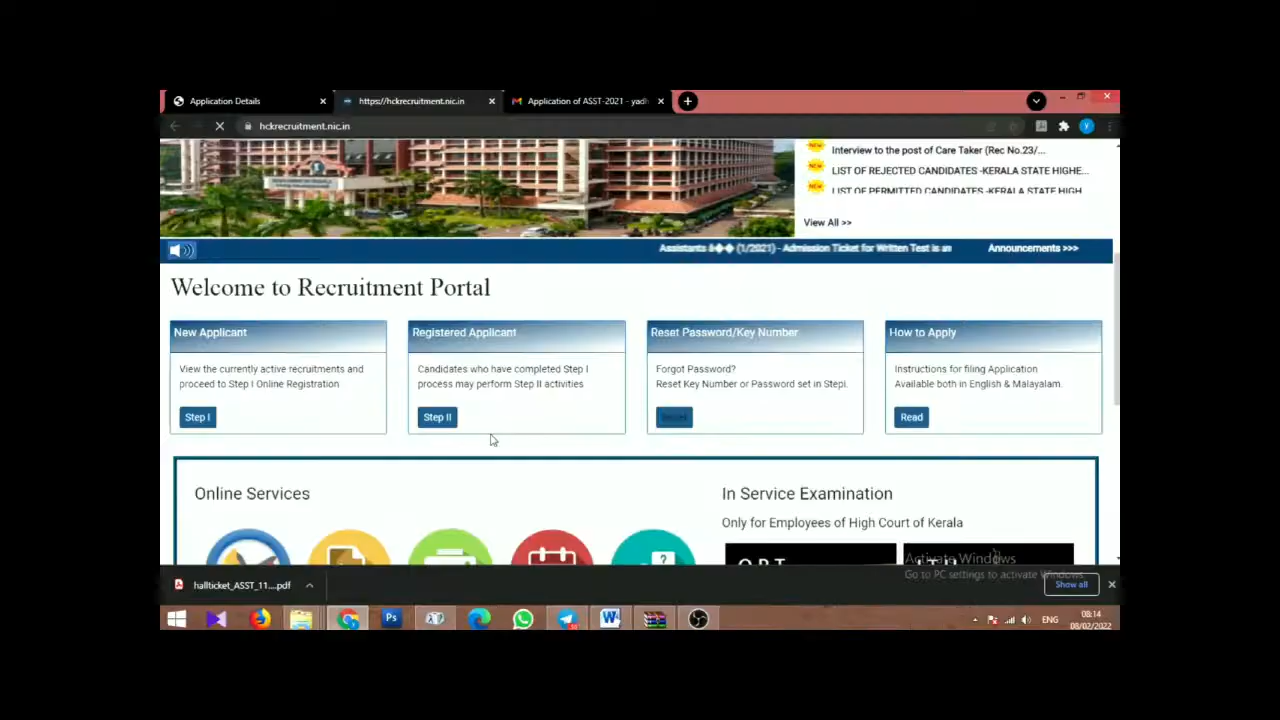 Application Details
https://hckrecruitment.nic.in
Application of ASST-2021 - yadh
hckrecruitment.nic.in
Interview to the post of Care Taker (Rec No.23/...
LIST OF REJECTED CANDIDATES -KERALA STATE HIGHE...
LIST OF PERMITTED CANDIDATES -KERALA STATE HIGH
View All >>
Assistants â�� (1/2021) - Admission Ticket for Written Test is av
Announcements >>>
Welcome to Recruitment Portal
New Applicant
View the currently active recruitments and
proceed to Step I Online Registration
Step I
Registered Applicant
Candidates who have completed Step I
process may perform Step II activities
Step II
Reset Password/Key Number
Forgot Password?
Reset Key Number or Password set in StepI.
How to Apply
Instructions for filing Application
Available both in English & Malayalam.
Read
Online Services
In Service Examination
Only for Employees of High Court of Kerala
Activate Windows
Go to PC settings to activate Windows.
hallticket_ASST_11....pdf
Show all
Ps
ENG
08:14
08/02/2022